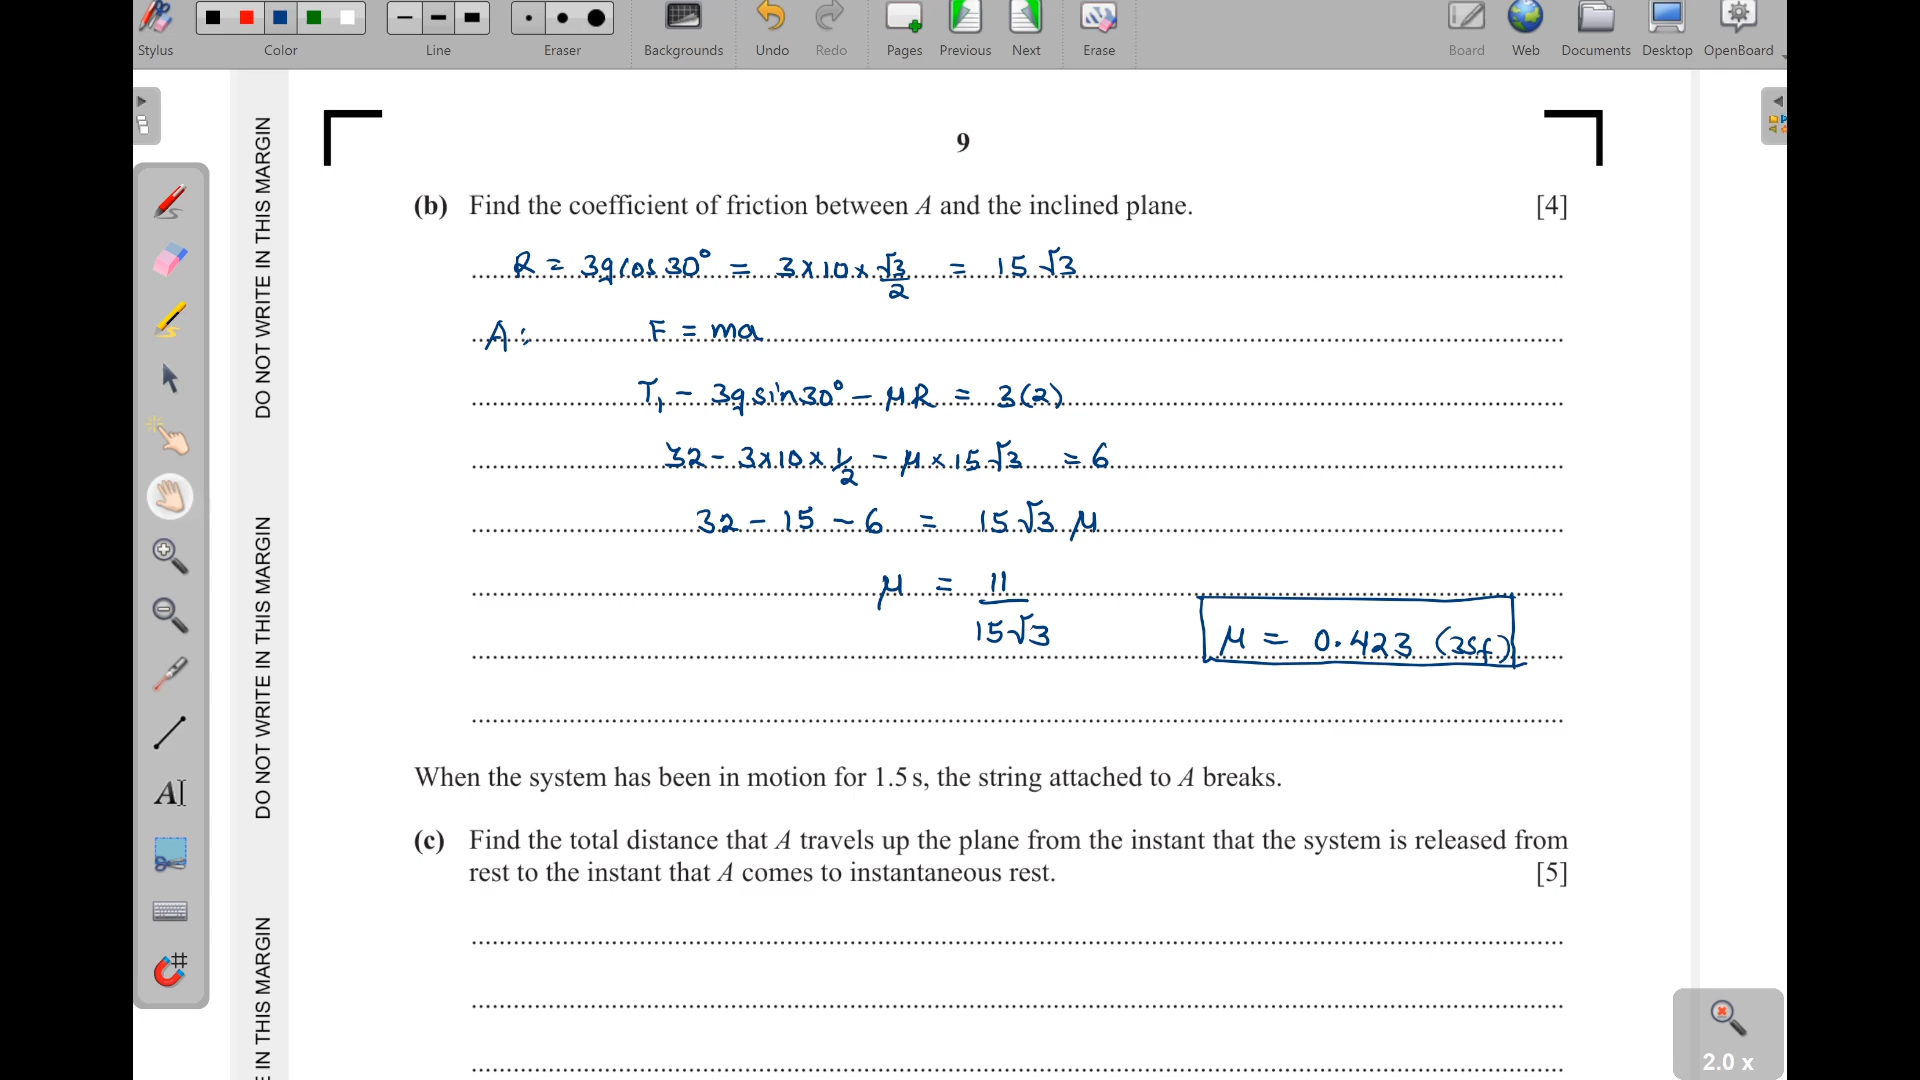 Stylus Color Line Eraser Backgrounds Undo Redo Pages Previous Next Erase Board Web Documents Desktop OpenBoard
9
DO NOT WRITE IN THIS MARGIN
DO NOT WRITE IN THIS MARGIN
E IN THIS MARGIN
(b) Find the coefficient of friction between A and the inclined plane. [4]
R = 3g cos 30° = 3 × 10 × √3/2 = 15 √3
A : F = ma
T₁ - 3g sin 30° - μR = 3(2)
32 - 3×10×1/2 - μ × 15 √3 = 6
32 - 15 - 6 = 15 √3 μ
μ = 11/15√3
μ = 0.423 (3sf)
When the system has been in motion for 1.5 s, the string attached to A breaks.
(c) Find the total distance that A travels up the plane from the instant that the system is released from
rest to the instant that A comes to instantaneous rest. [5]
2.0 x